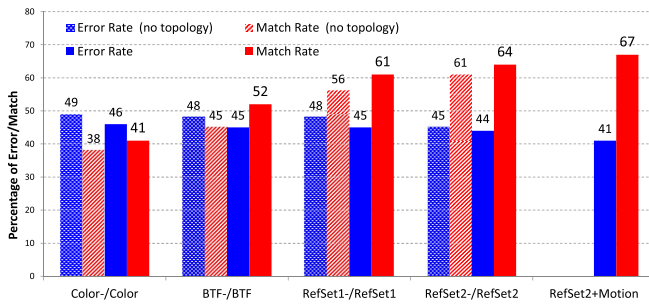 80
70
60
50
40
30
20
10
0
Percentage of Error/Match
Error Rate (no topology)
Match Rate (no topology)
Error Rate
Match Rate
49
38
46
41
48
45
45
52
48
56
45
61
45
61
44
64
41
67
Color-/Color
BTF-/BTF
RefSet1-/RefSet1
RefSet2-/RefSet2
RefSet2+Motion